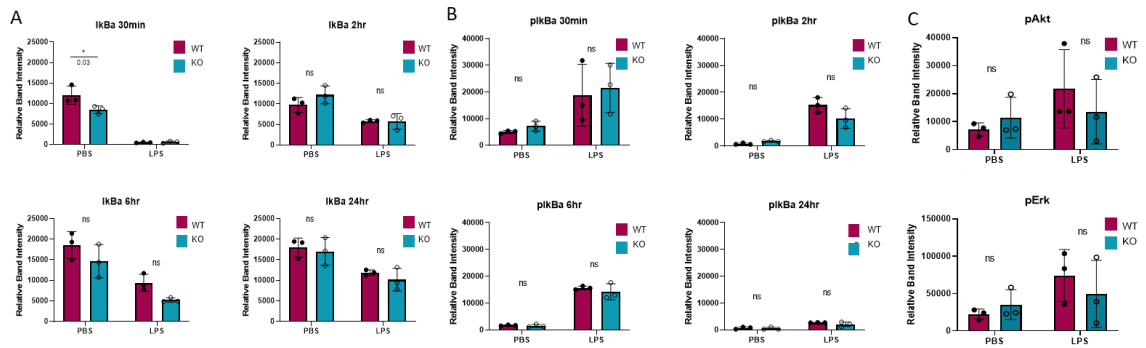 A
IkBa 30min
Relative Band Intensity
25000
20000
15000
10000
5000
0
*
0.03
PBS
LPS
WT
KO
IkBa 2hr
Relative Band Intensity
25000
20000
15000
10000
5000
0
ns
ns
PBS
LPS
WT
KO
IkBa 6hr
Relative Band Intensity
25000
20000
15000
10000
5000
0
ns
ns
PBS
LPS
WT
KO
IkBa 24hr
Relative Band Intensity
25000
20000
15000
10000
5000
0
ns
ns
PBS
LPS
WT
KO
B
pIkBa 30min
Relative Band Intensity
40000
30000
20000
10000
0
ns
ns
PBS
LPS
WT
KO
pIkBa 2hr
Relative Band Intensity
40000
30000
20000
10000
0
PBS
LPS
WT
KO
pIkBa 6hr
Relative Band Intensity
40000
30000
20000
10000
0
ns
ns
PBS
LPS
WT
KO
pIkBa 24hr
Relative Band Intensity
40000
30000
20000
10000
0
ns
ns
PBS
LPS
WT
KO
C
pAkt
Relative Band Intensity
40000
30000
20000
10000
0
ns
ns
PBS
LPS
WT
KO
pErk
Relative Band Intensity
150000
100000
50000
0
ns
ns
PBS
LPS
WT
KO